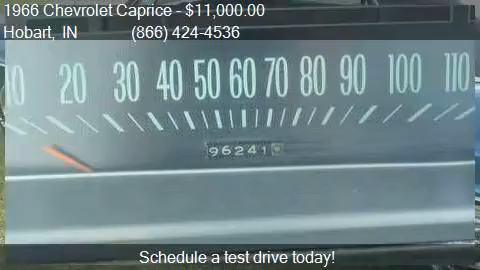 1966 Chevrolet Caprice - $11,000.00
Hobart, IN (866) 424-4536
20 30 40 50 60 70 80 90 100 110
96241
Schedule a test drive today!